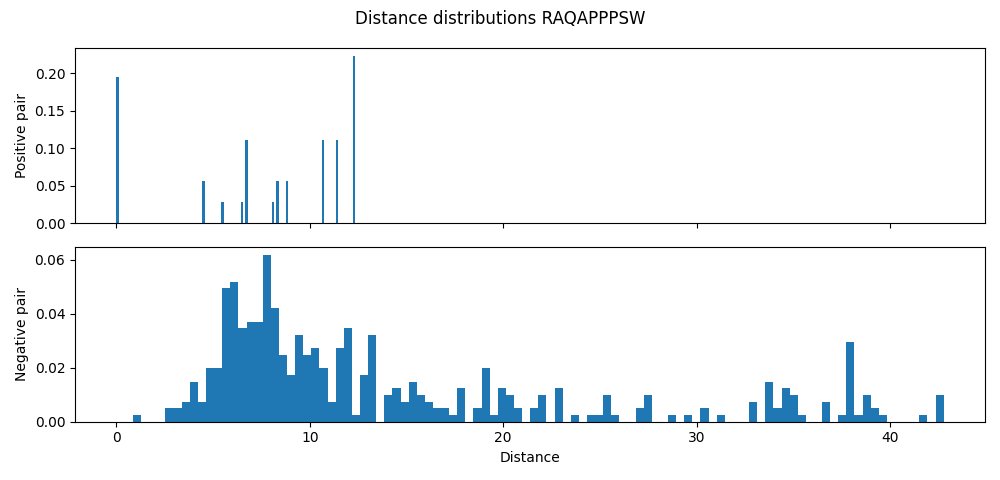 Distance distributions RAQAPPPSW
Positive pair
0.20
0.15
0.10
0.05
0.00
Negative pair
0.06
0.04
0.02
0.00
0 10 20 30 40
Distance